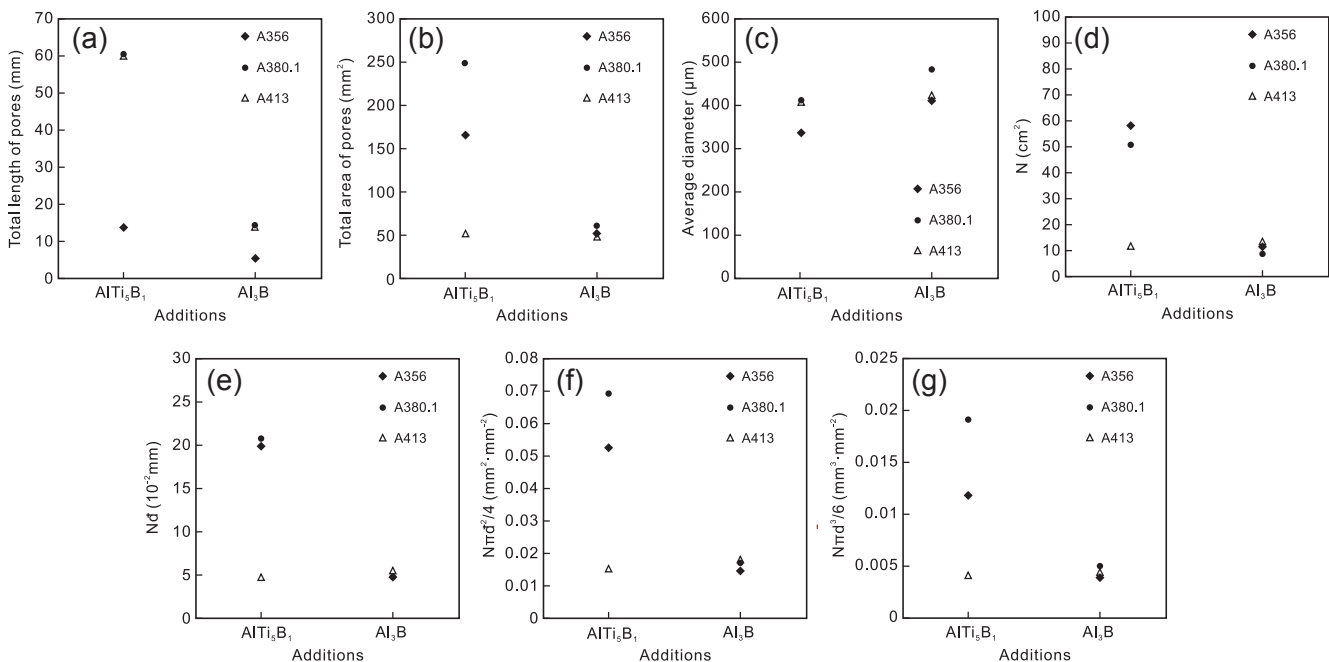 (a)
Total length of pores (mm)
70
60
50
40
30
20
10
0
A356
A380.1
A413
AlTi₅B₁
Al₃B
Additions
(b)
Total area of pores (mm²)
300
250
200
150
100
50
0
A356
A380.1
A413
AlTi₅B₁
Al₃B
Additions
(c)
Average diameter (μm)
600
500
400
300
200
100
0
A356
A380.1
A413
AlTi₅B₁
Al₃B
Additions
(d)
N (cm²)
100
90
80
70
60
50
40
30
20
10
0
A356
A380.1
A413
AlTi₅B₁
Al₃B
Additions
(e)
Nd (10⁻²mm)
30
25
20
15
10
5
0
A356
A380.1
A413
AlTi₅B₁
Al₃B
Additions
(f)
Nπd²/4 (mm²·mm⁻²)
0.08
0.07
0.06
0.05
0.04
0.03
0.02
0.01
0
A356
A380.1
A413
AlTi₅B₁
Al₃B
Additions
(g)
Nπd³/6 (mm³·mm⁻²)
0.025
0.02
0.015
0.01
0.005
0
A356
A380.1
A413
AlTi₅B₁
Al₃B
Additions